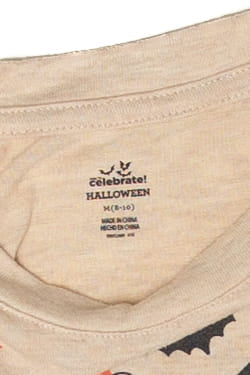 celebrate!
HALLOWEEN
M (8-10)
MADE IN CHINA
HECHO EN CHINA